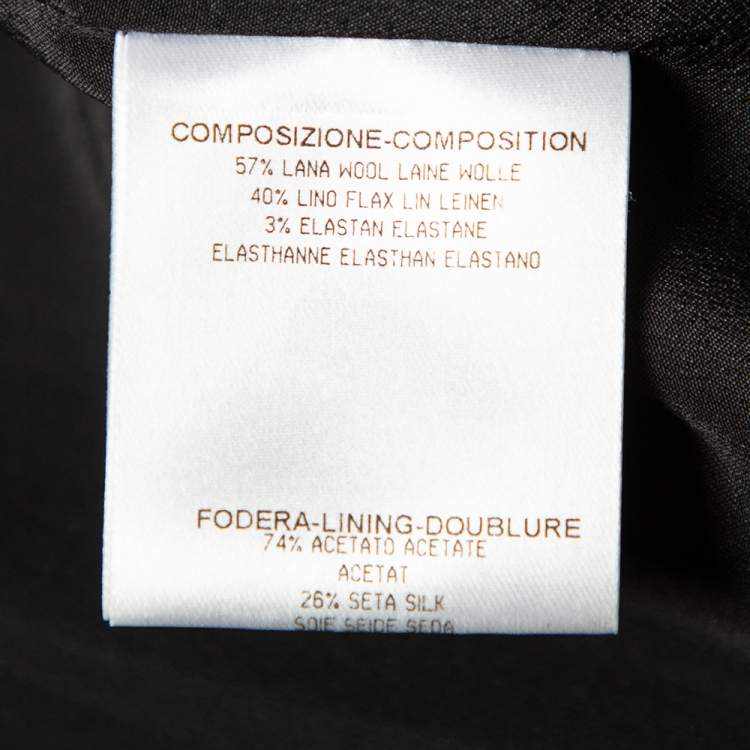 COMPOSIZIONE-COMPOSITION
57% LANA WOOL LAINE WOLLE
40% LINO FLAX LIN LEINEN
3% ELASTAN ELASTANE
ELASTHANNE ELASTHAN ELASTANO
FODERA-LINING-DOUBLURE
74% ACETATO ACETATE
ACETAT
26% SETA SILK
SOIE SEIDE SEDA